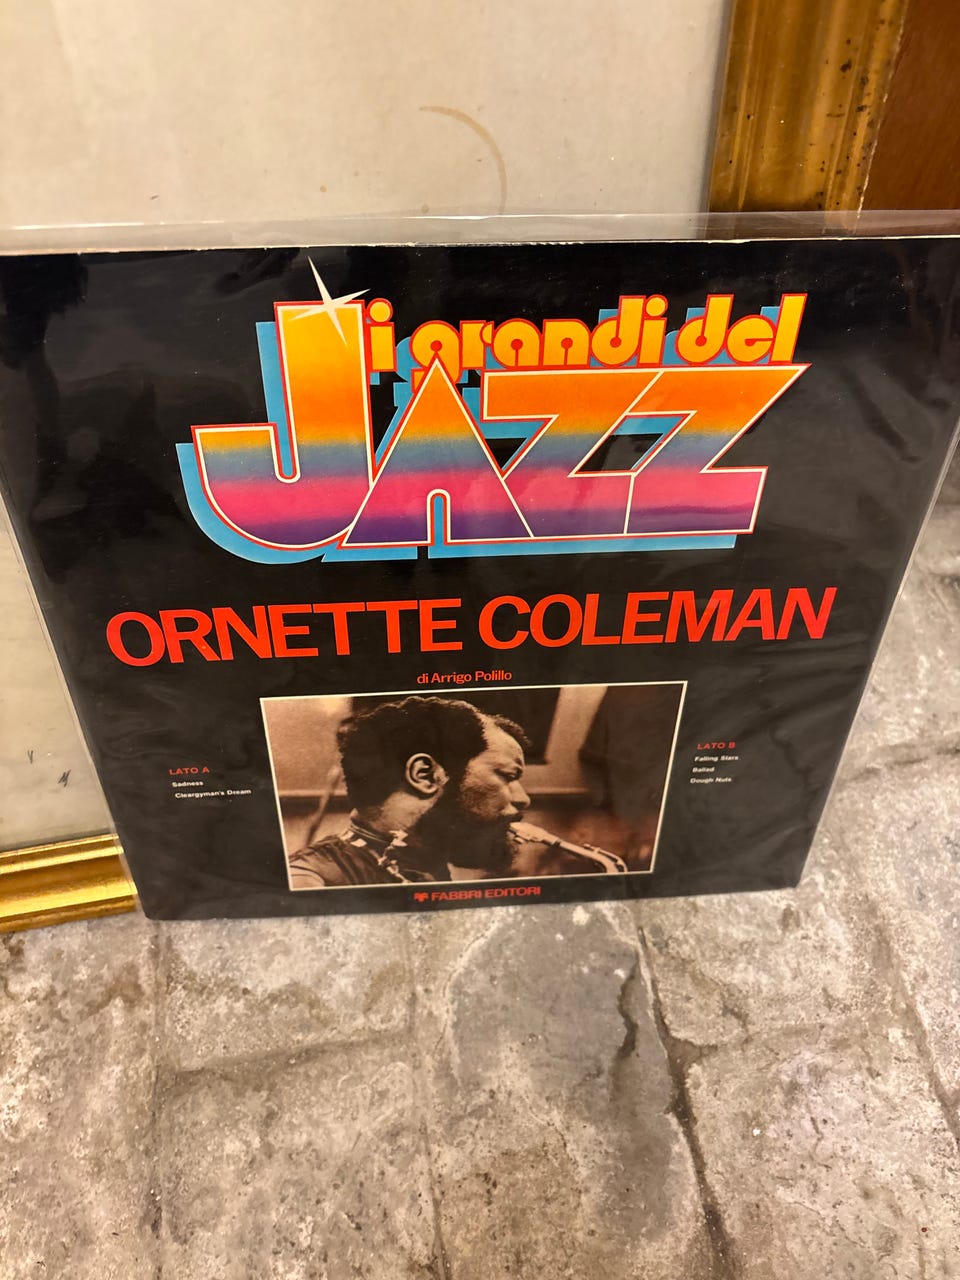 i grandi del
JAZZ
ORNETTE COLEMAN
di Arrigo Polillo
LATO A
Sadness
Cleargyman's Dream
LATO B
Falling Stars
Ballad
Dough Nuts
FABBRI EDITORI